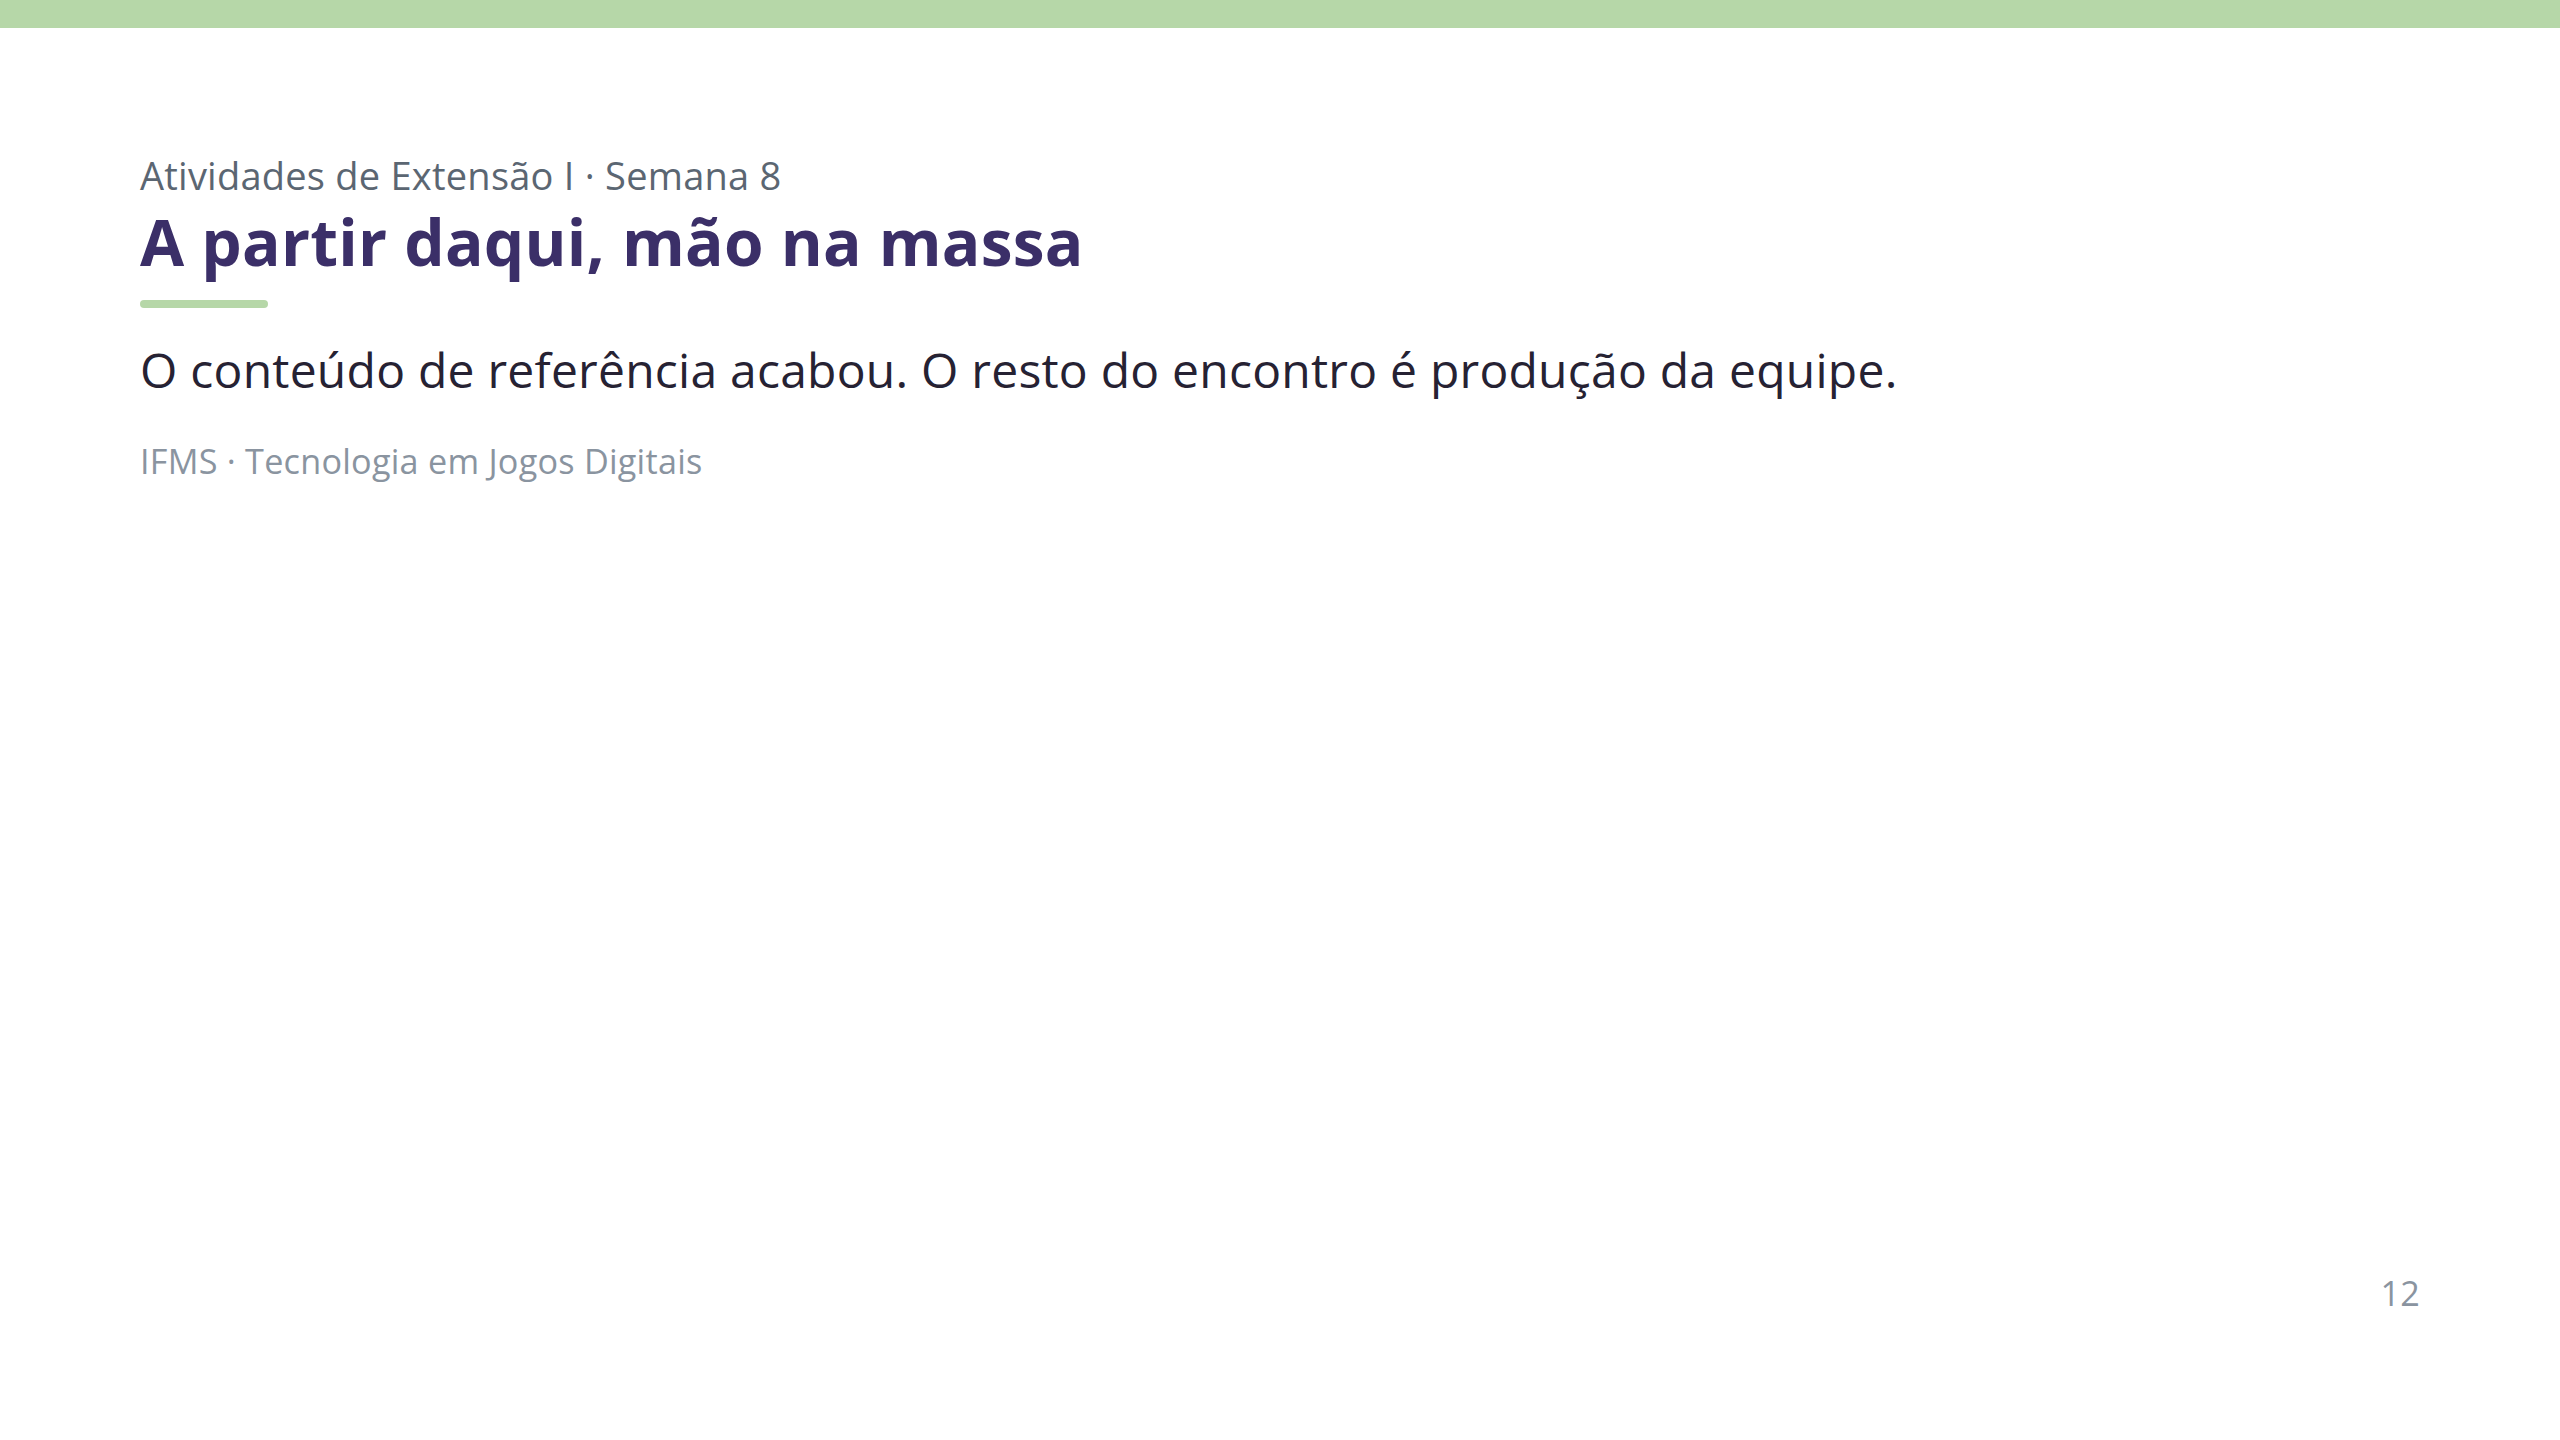 Atividades de Extensão I · Semana 8
A partir daqui, mão na massa
O conteúdo de referência acabou. O resto do encontro é produção da equipe.
IFMS · Tecnologia em Jogos Digitais
12